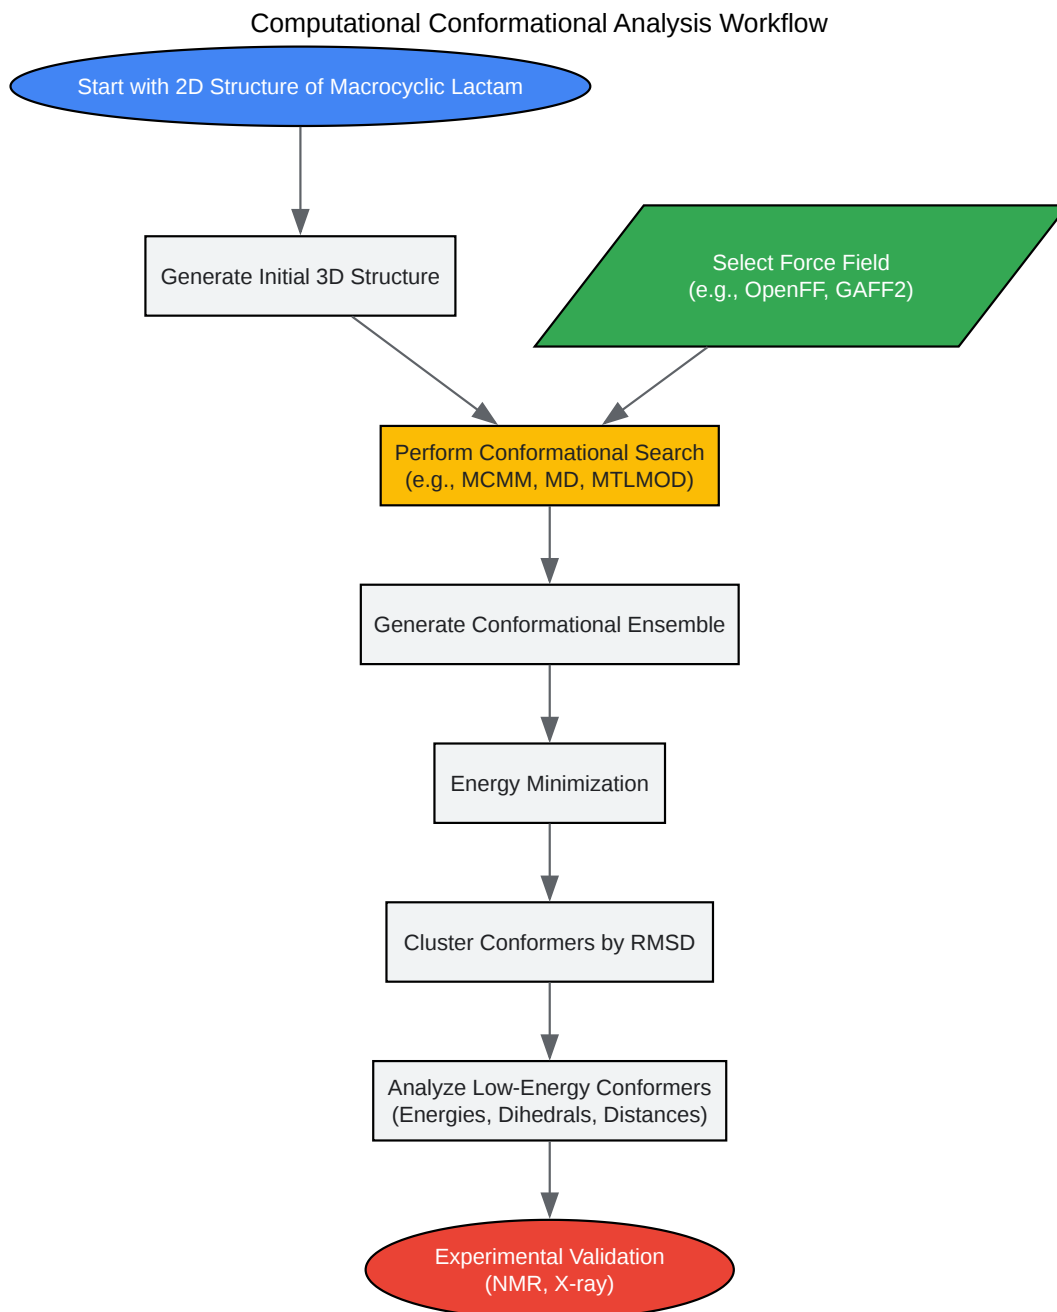 Computational Conformational Analysis Workflow
Start with 2D Structure of Macrocyclic Lactam
Generate Initial 3D Structure
Select Force Field
(e.g., OpenFF, GAFF2)
Perform Conformational Search
(e.g., MCMM, MD, MTLMOD)
Generate Conformational Ensemble
Energy Minimization
Cluster Conformers by RMSD
Analyze Low-Energy Conformers
(Energies, Dihedrals, Distances)
Experimental Validation
(NMR, X-ray)